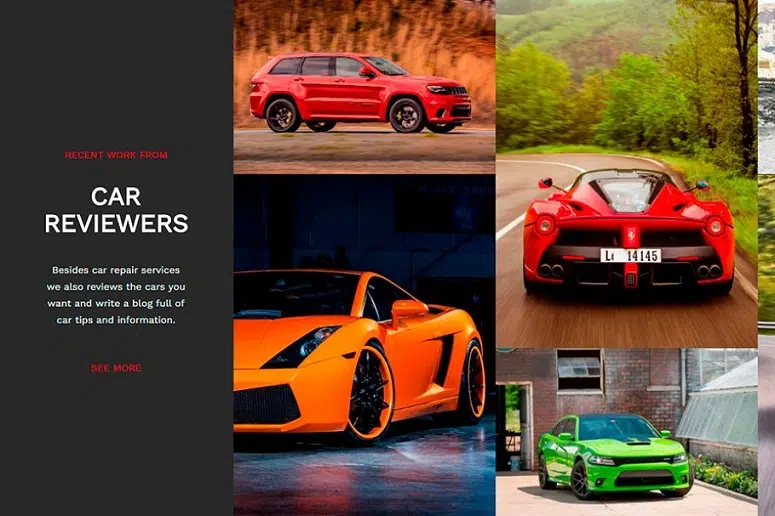 RECENT WORK FROM
CAR
REVIEWERS
Besides car repair services
we also reviews the cars you
want and write a blog full of
car tips and information.
SEE MORE
14145